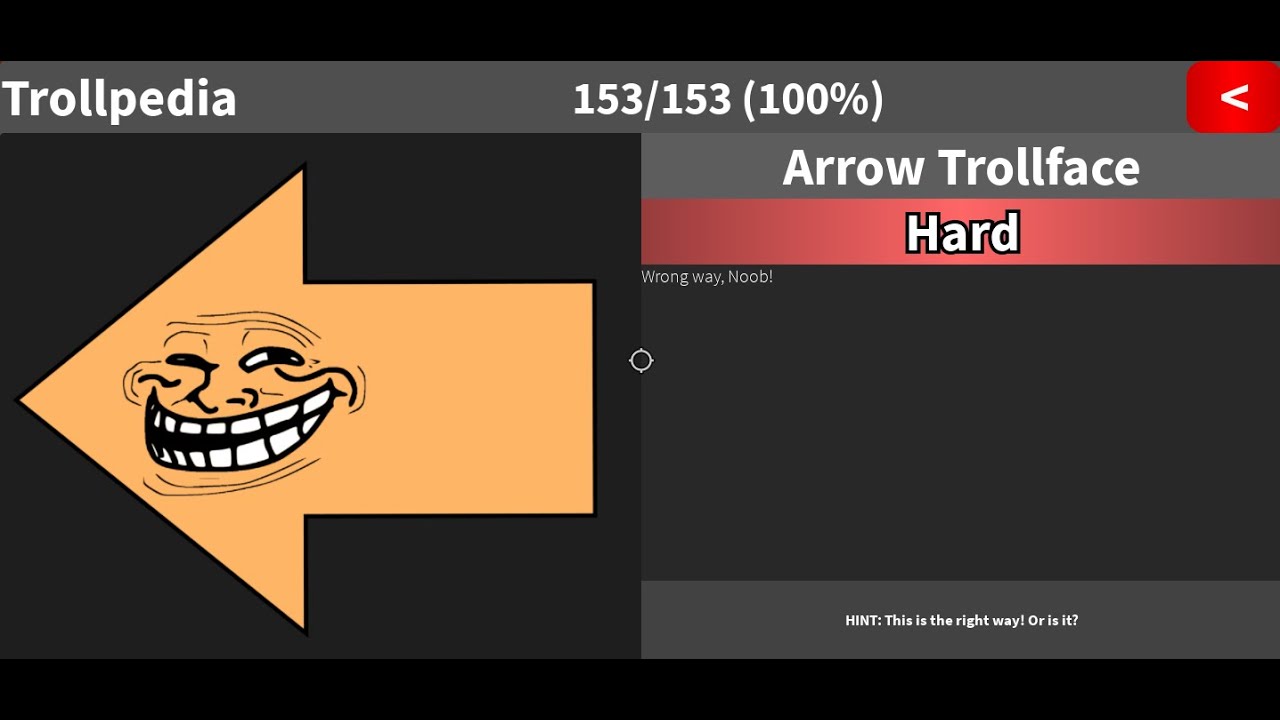 Trollpedia
153/153 (100%)
<
Arrow Trollface
Hard
Wrong way, Noob!
HINT: This is the right way! Or is it?